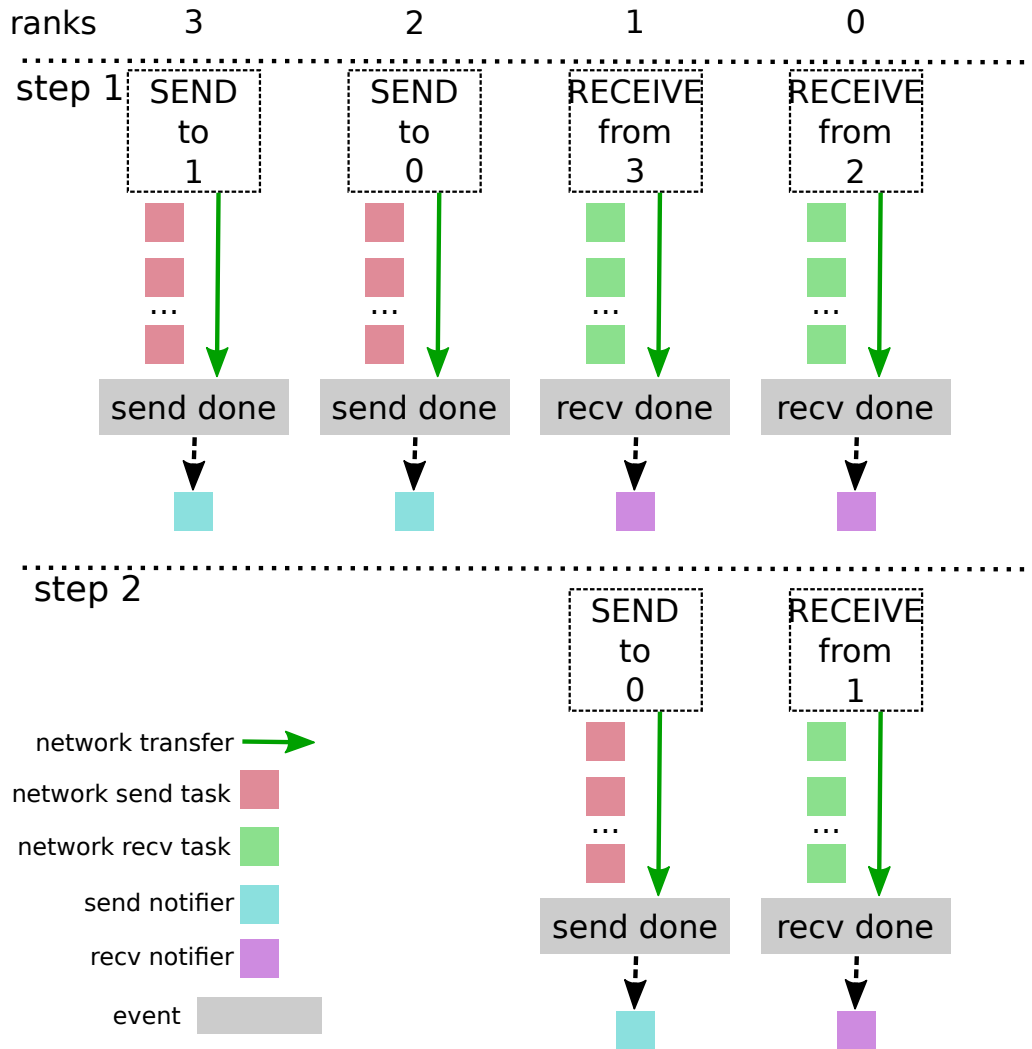 ranks 3 2 1 0
step 1
SEND
to
1
SEND
to
0
RECEIVE
from
3
RECEIVE
from
2
...
...
...
...
send done
send done
recv done
recv done
step 2
SEND
to
0
RECEIVE
from
1
...
...
send done
recv done
network transfer
network send task
network recv task
send notifier
recv notifier
event